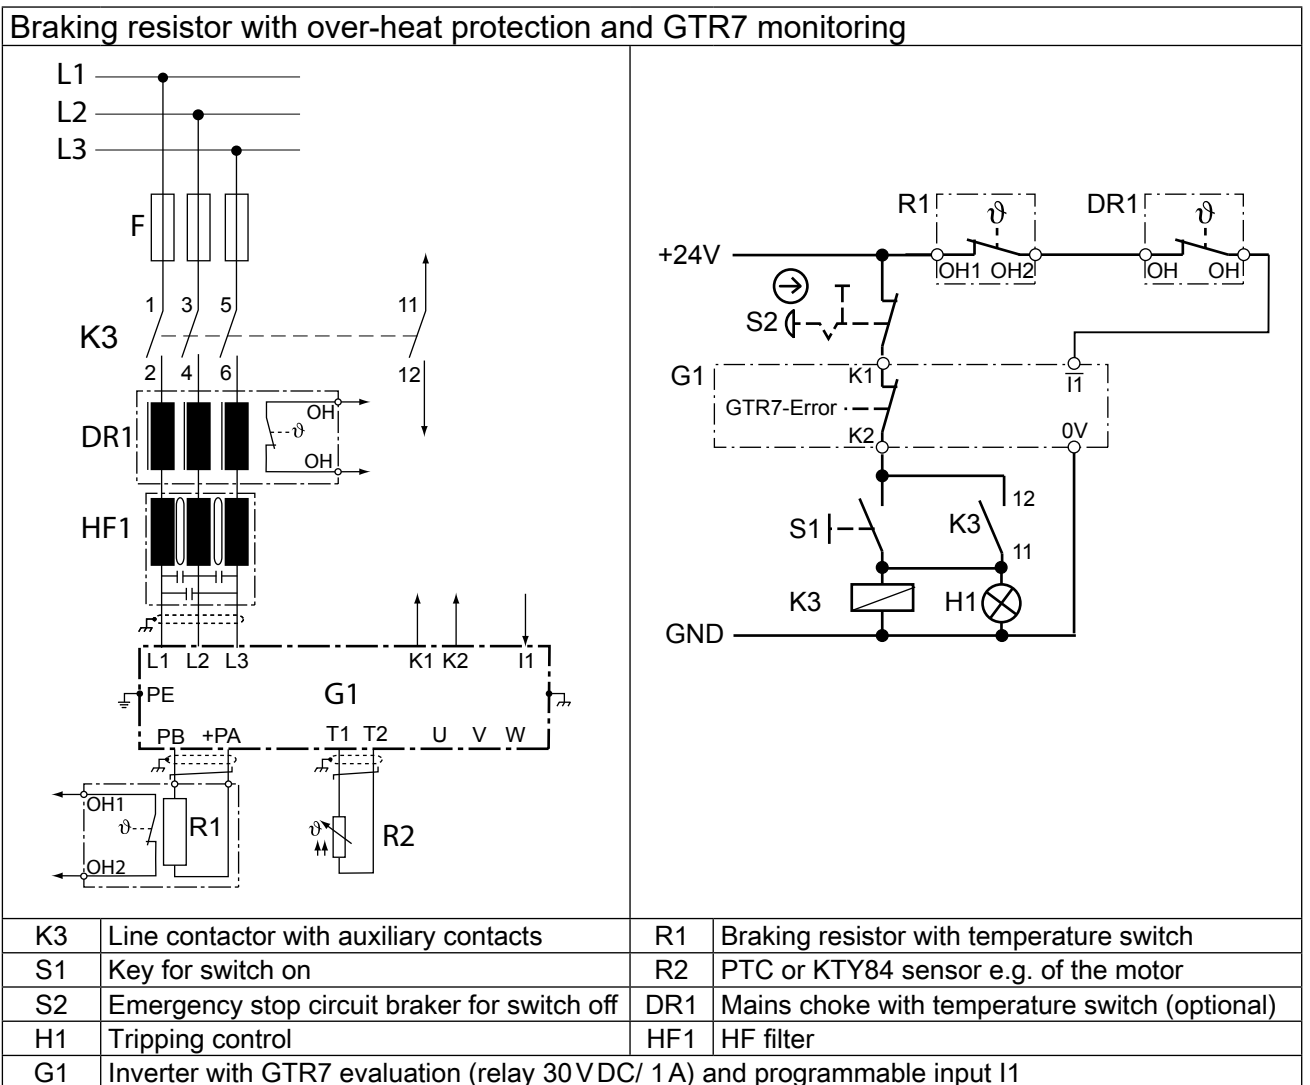 Braking resistor with over-heat protection and GTR7 monitoring
L1
L2
L3
F
1 3 5 11
K3
2 4 6 12
DR1 OH ϑ OH
HF1
L1 L2 L3 K1 K2 I1
PE G1
PB +PA T1 T2 U V W
OH1
ϑ R1 ϑ R2
OH2
R1 ϑ DR1 ϑ
+24V OH1 OH2 OH OH
S2
G1 K1 I1
GTR7-Error
K2 0V
12
S1 K3
11
K3 H1
GND
K3 Line contactor with auxiliary contacts R1 Braking resistor with temperature switch
S1 Key for switch on R2 PTC or KTY84 sensor e.g. of the motor
S2 Emergency stop circuit braker for switch off DR1 Mains choke with temperature switch (optional)
H1 Tripping control HF1 HF filter
G1 Inverter with GTR7 evaluation (relay 30 VDC/ 1 A) and programmable input I1